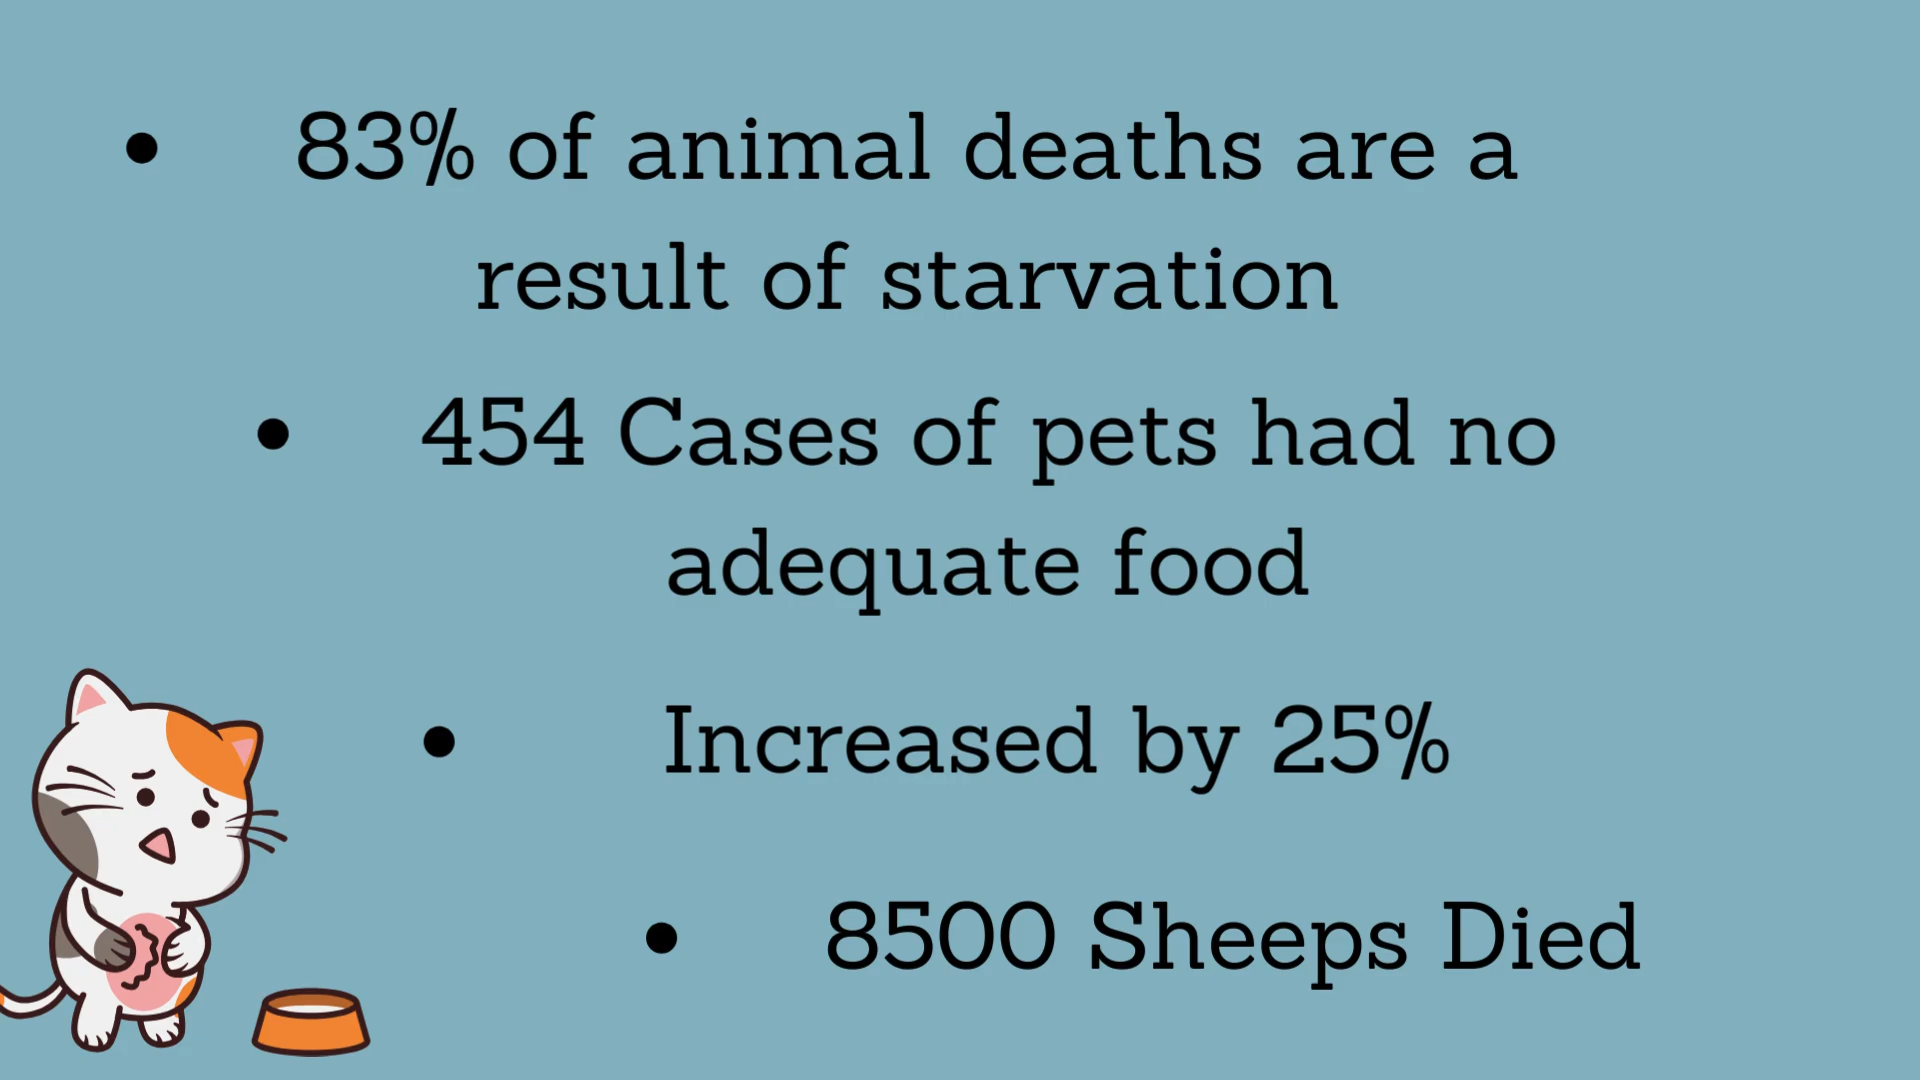 • 83% of animal deaths are a
result of starvation
• 454 Cases of pets had no
adequate food
• Increased by 25%
• 8500 Sheeps Died